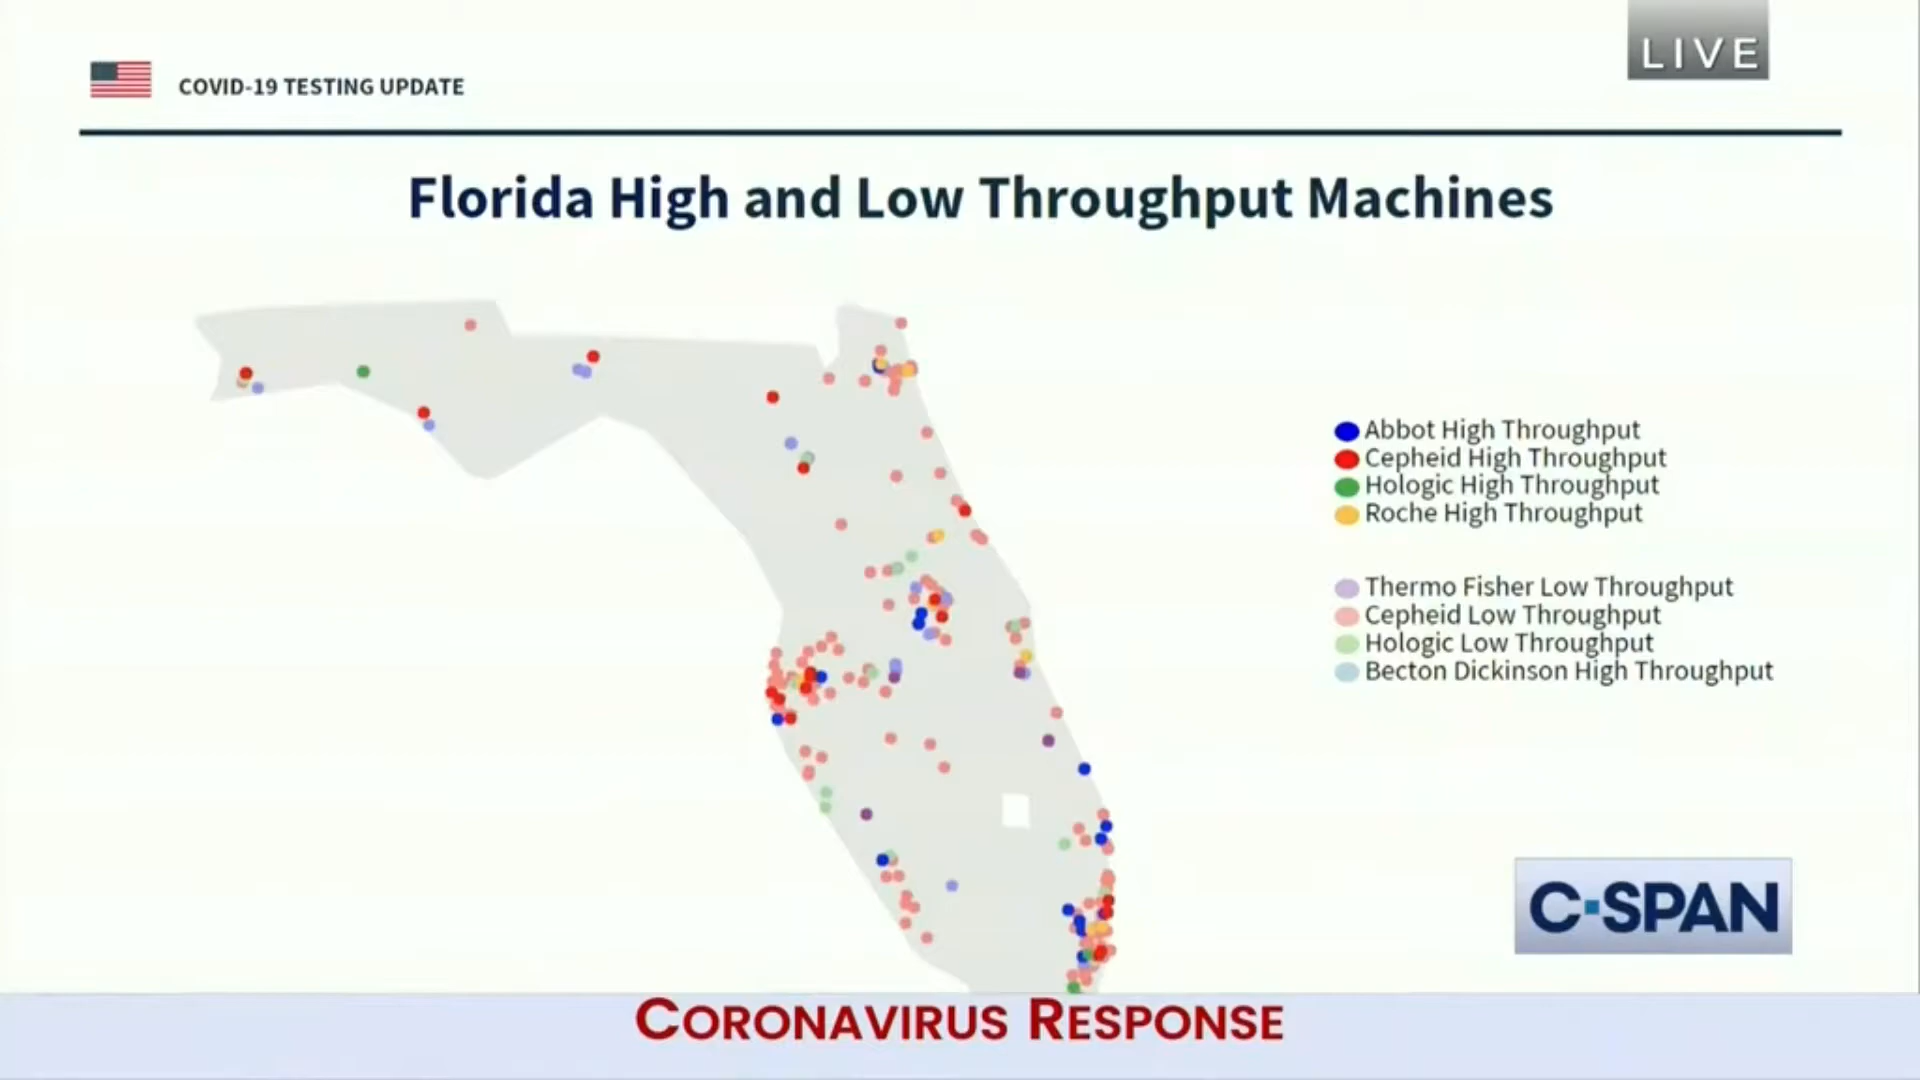 LIVE
COVID-19 TESTING UPDATE
Florida High and Low Throughput Machines
Abbot High Throughput
Cepheid High Throughput
Hologic High Throughput
Roche High Throughput
Thermo Fisher Low Throughput
Cepheid Low Throughput
Hologic Low Throughput
Becton Dickinson High Throughput
C·SPAN
CORONAVIRUS RESPONSE